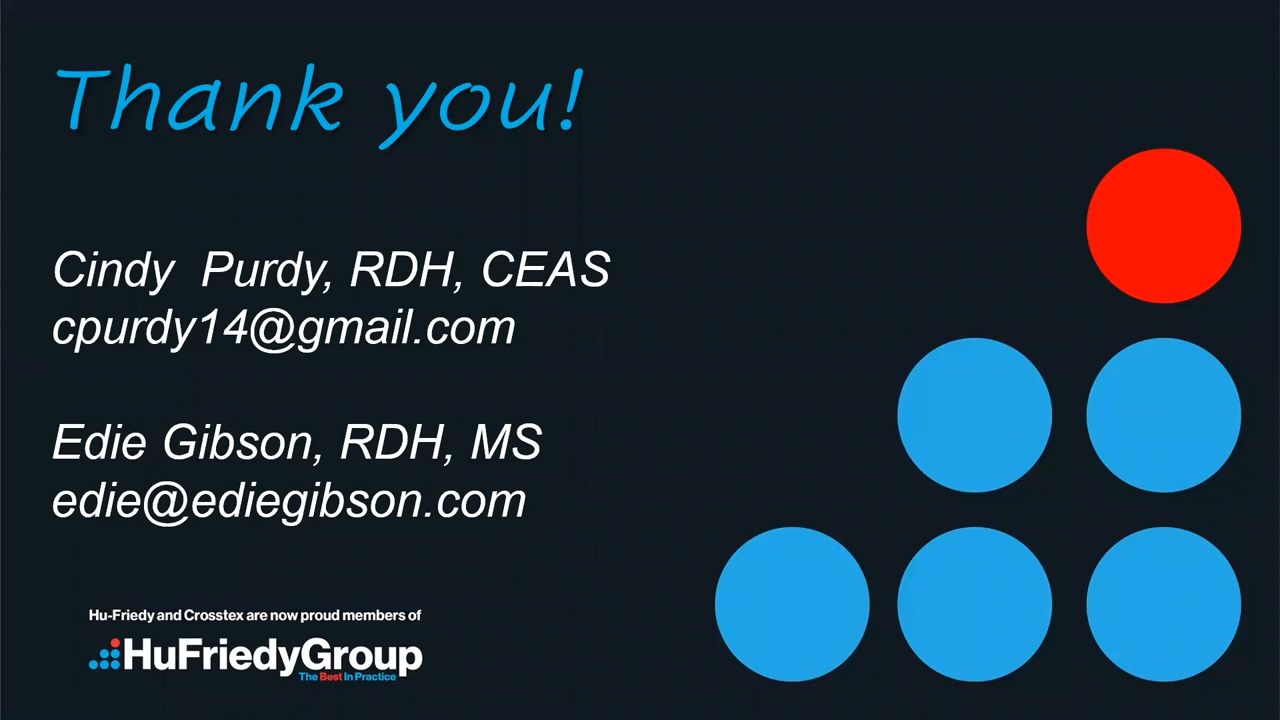 Thank you!
Cindy Purdy, RDH, CEAS
cpurdy14@gmail.com
Edie Gibson, RDH, MS
edie@ediegibson.com
Hu-Friedy and Crosstex are now proud members of
HuFriedyGroup
The Best In Practice